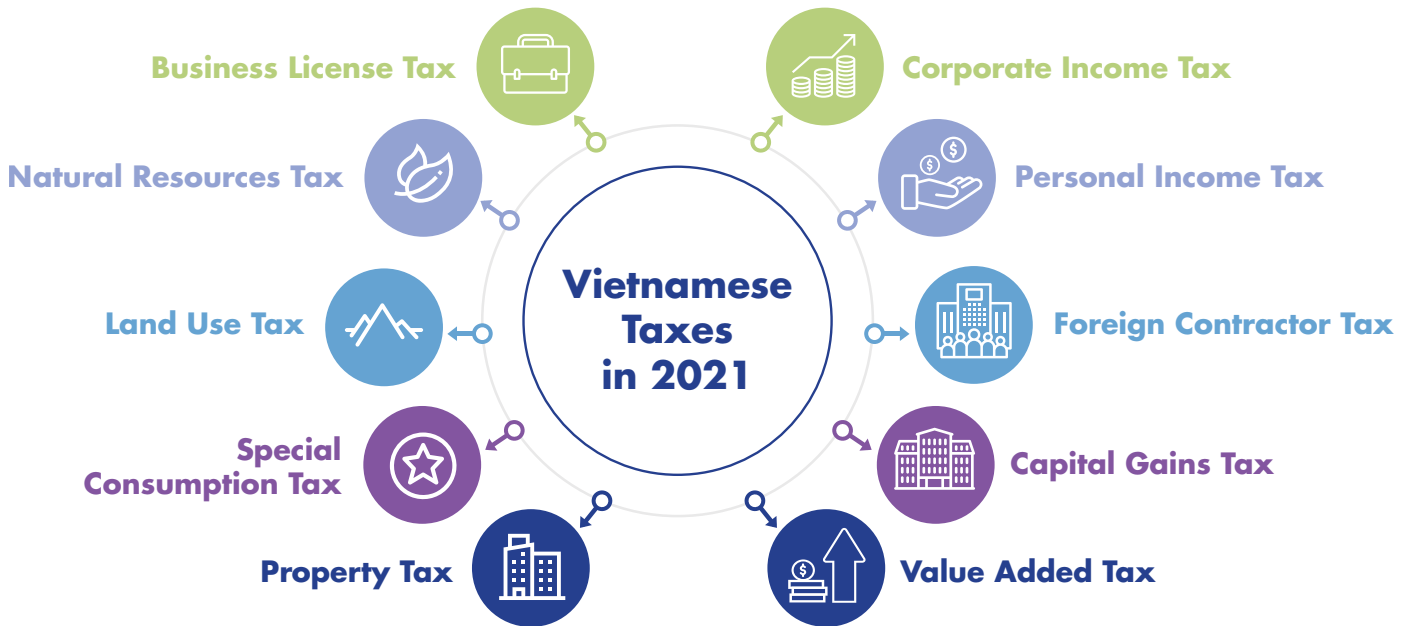 Business License Tax
Corporate Income Tax
Natural Resources Tax
Personal Income Tax
Vietnamese
Taxes
in 2021
Land Use Tax
Foreign Contractor Tax
Special
Consumption Tax
Capital Gains Tax
Property Tax
Value Added Tax
$
$
$